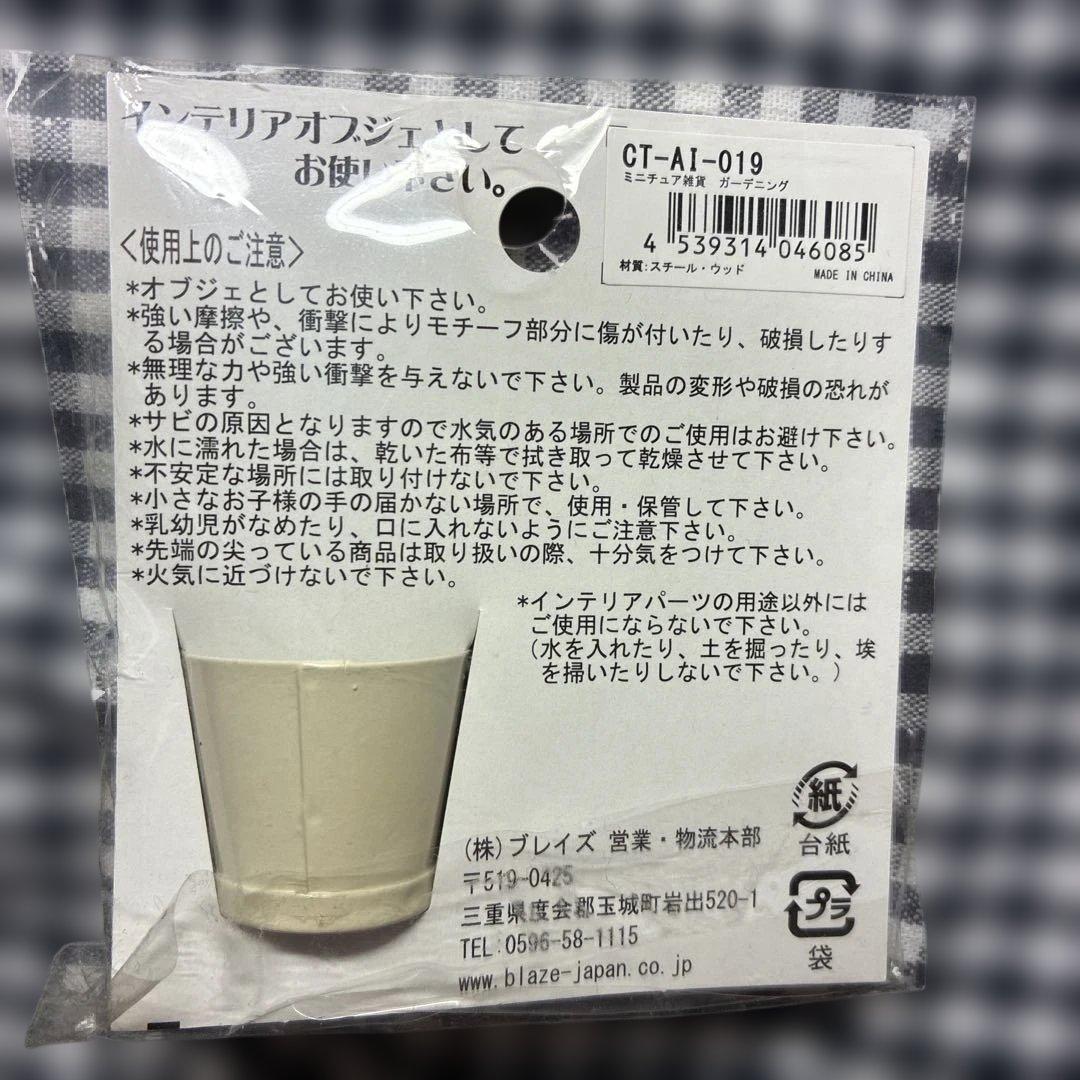 インテリアオブジェとして
お使い下さい。
CT-AI-019
ミニチュア雑貨 ガーデニング
4 539314 046085
材質:スチール・ウッド MADE IN CHINA
<使用上のご注意>
*オブジェとしてお使い下さい。
*強い摩擦や、衝撃によりモチーフ部分に傷が付いたり、破損したりす
る場合がございます。
*無理な力や強い衝撃を与えないで下さい。製品の変形や破損の恐れが
あります。
*サビの原因となりますので水気のある場所でのご使用はお避け下さい。
*水に濡れた場合は、乾いた布等で拭き取って乾燥させて下さい。
*不安定な場所には取り付けないで下さい。
*小さなお子様の手の届かない場所で、使用・保管して下さい。
*乳幼児がなめたり、口に入れないようにご注意下さい。
*先端の尖っている商品は取り扱いの際、十分気をつけて下さい。
*火気に近づけないで下さい。
*インテリアパーツの用途以外には
ご使用にならないで下さい。
(水を入れたり、土を掘ったり、埃
を掃いたりしないで下さい。)
紙
台紙
プラ
袋
(株)ブレイズ 営業・物流本部
〒519-0425
三重県度会郡玉城町岩出520-1
TEL:0596-58-1115
www.blaze-japan.co.jp